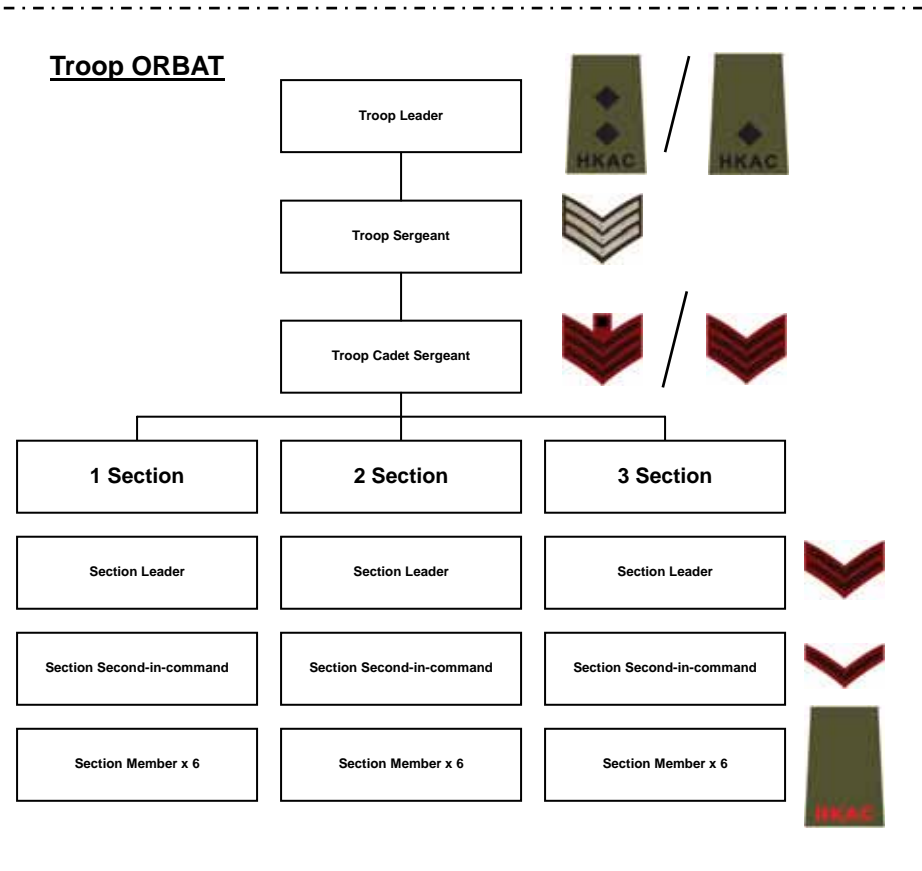 Troop ORBAT
Troop Leader
HKAC
HKAC
Troop Sergeant
Troop Cadet Sergeant
1 Section
2 Section
3 Section
Section Leader
Section Leader
Section Leader
Section Second-in-command
Section Second-in-command
Section Second-in-command
Section Member x 6
Section Member x 6
Section Member x 6
HKAC